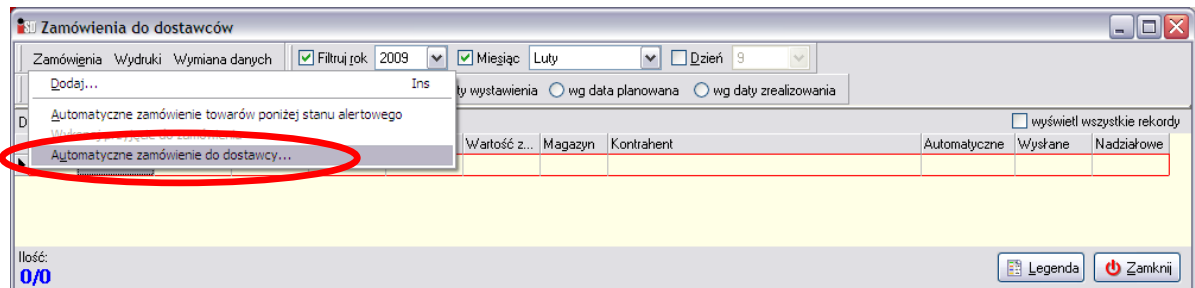 Zamówienia do dostawców
Zamówienia Wydruki Wymiana danych Filtruj rok 2009 Miesiąc Luty Dzień 9
Dodaj... Ins
ty wystawienia wg data planowana wg daty zrealizowania
Automatyczne zamówienie towarów poniżej stanu alertowego
D wyświetl wszystkie rekordy
Automatyczne zamówienie do dostawcy...
Wartość z... Magazyn Kontrahent Automatyczne Wysłane Nadziałowe
Ilość:
0/0
Legenda Zamknij